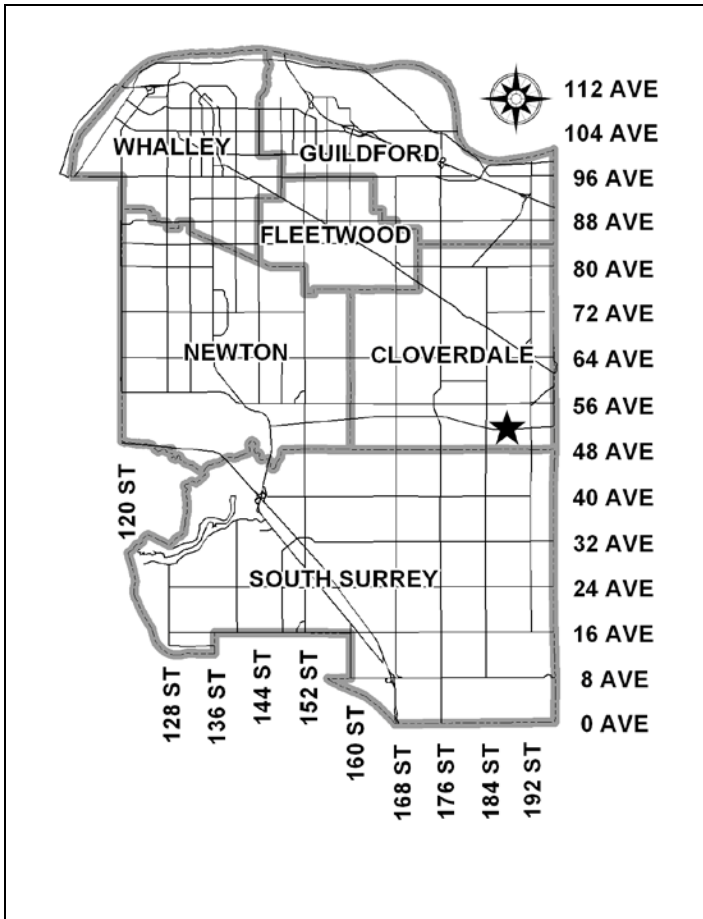 112 AVE
104 AVE
WHALLEY
GUILDFORD
96 AVE
88 AVE
FLEETWOOD
80 AVE
72 AVE
NEWTON
CLOVERDALE
64 AVE
56 AVE
48 AVE
120 ST
40 AVE
32 AVE
SOUTH SURREY
24 AVE
16 AVE
8 AVE
0 AVE
128 ST
136 ST
144 ST
152 ST
160 ST
168 ST
176 ST
184 ST
192 ST